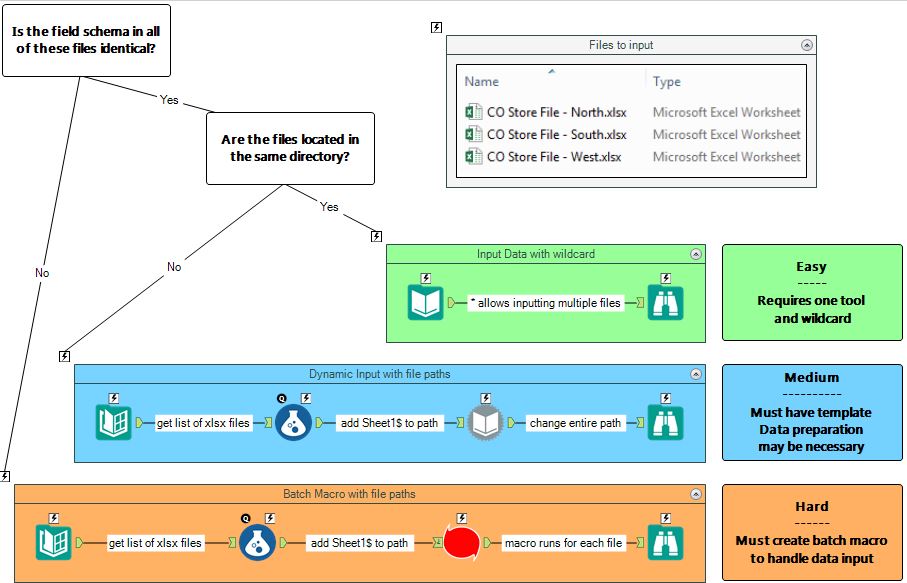 Is the field schema in all
of these files identical?
Yes
Are the files located in
the same directory?
Files to input
Name Type
CO Store File - North.xlsx Microsoft Excel Worksheet
CO Store File - South.xlsx Microsoft Excel Worksheet
CO Store File - West.xlsx Microsoft Excel Worksheet
Yes
No
No
Input Data with wildcard
* allows inputting multiple files
Easy
-----
Requires one tool
and wildcard
Dynamic Input with file paths
get list of xlsx files
Q
add Sheet1$ to path
change entire path
Medium
----------
Must have template
Data preparation
may be necessary
Batch Macro with file paths
get list of xlsx files
Q
add Sheet1$ to path
macro runs for each file
Hard
------
Must create batch macro
to handle data input